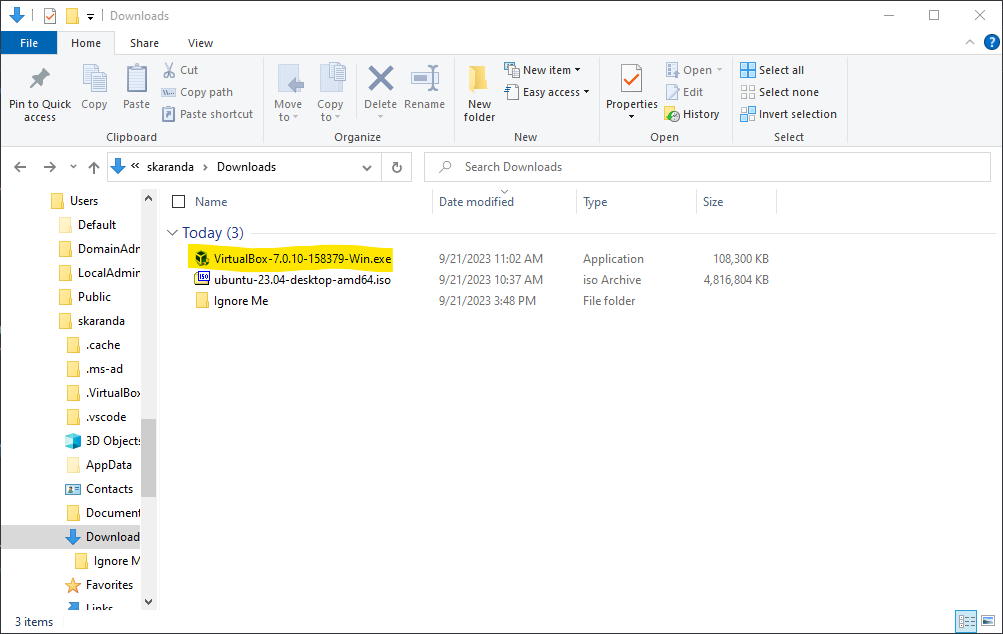 Downloads
File Home Share View
Pin to Quick access
Copy
Paste
Cut
Copy path
Paste shortcut
Clipboard
Move to
Copy to
Delete
Rename
Organize
New folder
New item
Easy access
New
Properties
Open
Edit
History
Open
Select all
Select none
Invert selection
Select
« skaranda › Downloads
Search Downloads
Users
Default
DomainAdm
LocalAdmin
Public
skaranda
.cache
.ms-ad
.VirtualBox
.vscode
3D Objects
AppData
Contacts
Document
Download
Ignore M
Favorites
Links
Name Date modified Type Size
Today (3)
VirtualBox-7.0.10-158379-Win.exe 9/21/2023 11:02 AM Application 108,300 KB
ISO
ubuntu-23.04-desktop-amd64.iso 9/21/2023 10:37 AM iso Archive 4,816,804 KB
Ignore Me 9/21/2023 3:48 PM File folder
3 items